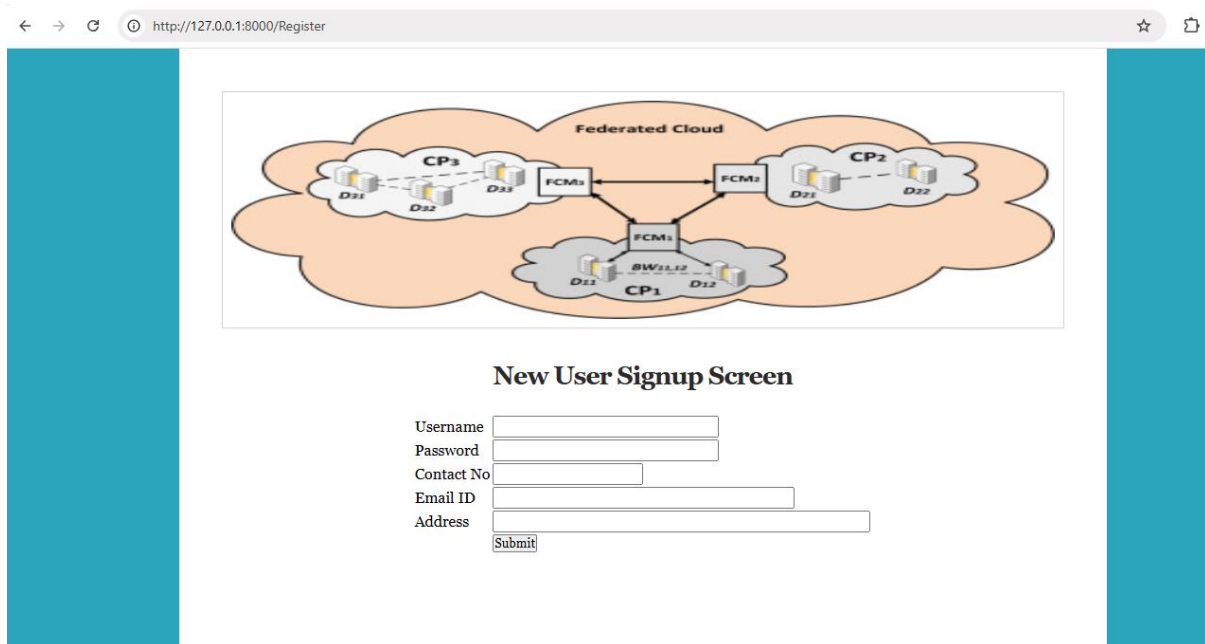 http://127.0.0.1:8000/Register
Federated Cloud
CP3
D31
D32
D33
FCM3
FCM2
CP2
D21
D22
FCM1
BW11,12
D11
D12
CP1
New User Signup Screen
Username
Password
Contact No
Email ID
Address
Submit